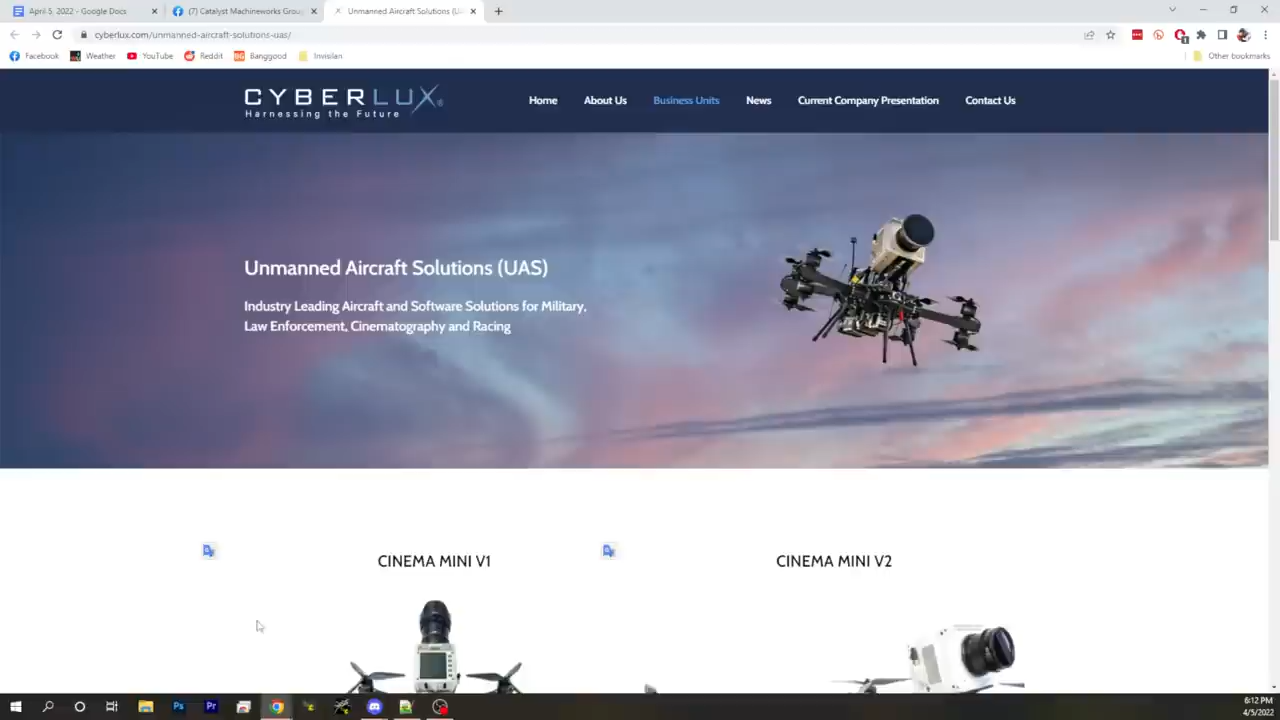 April 5, 2022 - Google Docs
(7) Catalyst Machineworks Grou
Unmanned Aircraft Solutions (U
cyberlux.com/unmanned-aircraft-solutions-uas/
Facebook
Weather
YouTube
Reddit
Banggood
Invisilan
Other bookmarks
CYBERLUX
Harnessing the Future
Home
About Us
Business Units
News
Current Company Presentation
Contact Us
Unmanned Aircraft Solutions (UAS)
Industry Leading Aircraft and Software Solutions for Military,
Law Enforcement, Cinematography and Racing
CINEMA MINI V1
CINEMA MINI V2
6:12 PM
4/5/2022